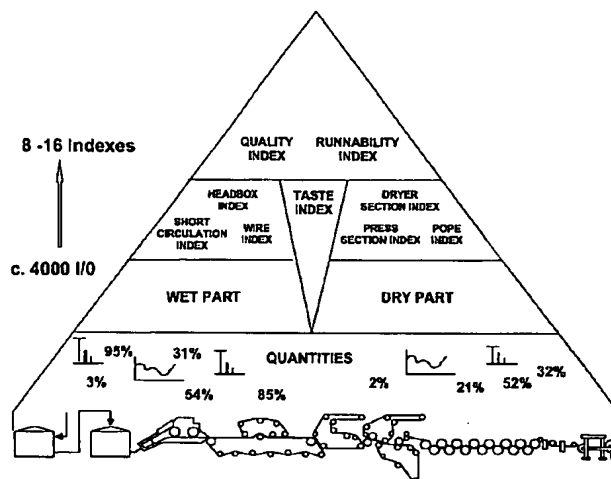 QUALITY INDEX
RUNNABILITY INDEX
8 -16 Indexes
HEADBOX INDEX
TASTE INDEX
DRYER SECTION INDEX
SHORT CIRCULATION INDEX
WIRE INDEX
PRESS SECTION INDEX
POPE INDEX
c. 4000 I/0
WET PART
DRY PART
QUANTITIES
95%
31%
3%
54%
85%
2%
21%
52%
32%